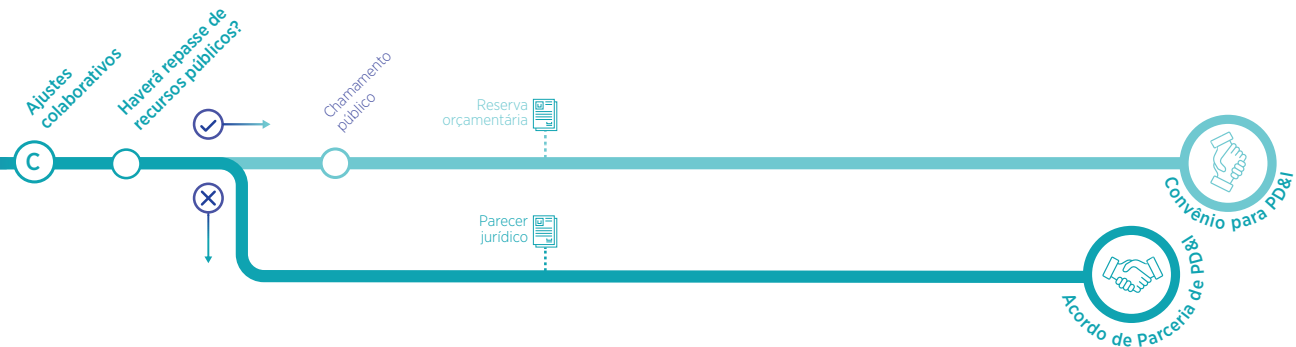 Ajustes
colaborativos
Haverá repasse de
recursos públicos?
Chamamento
público
Reserva
orçamentária
C
Convênio para PD&I
Parecer
jurídico
Acordo de Parceria de PD&I